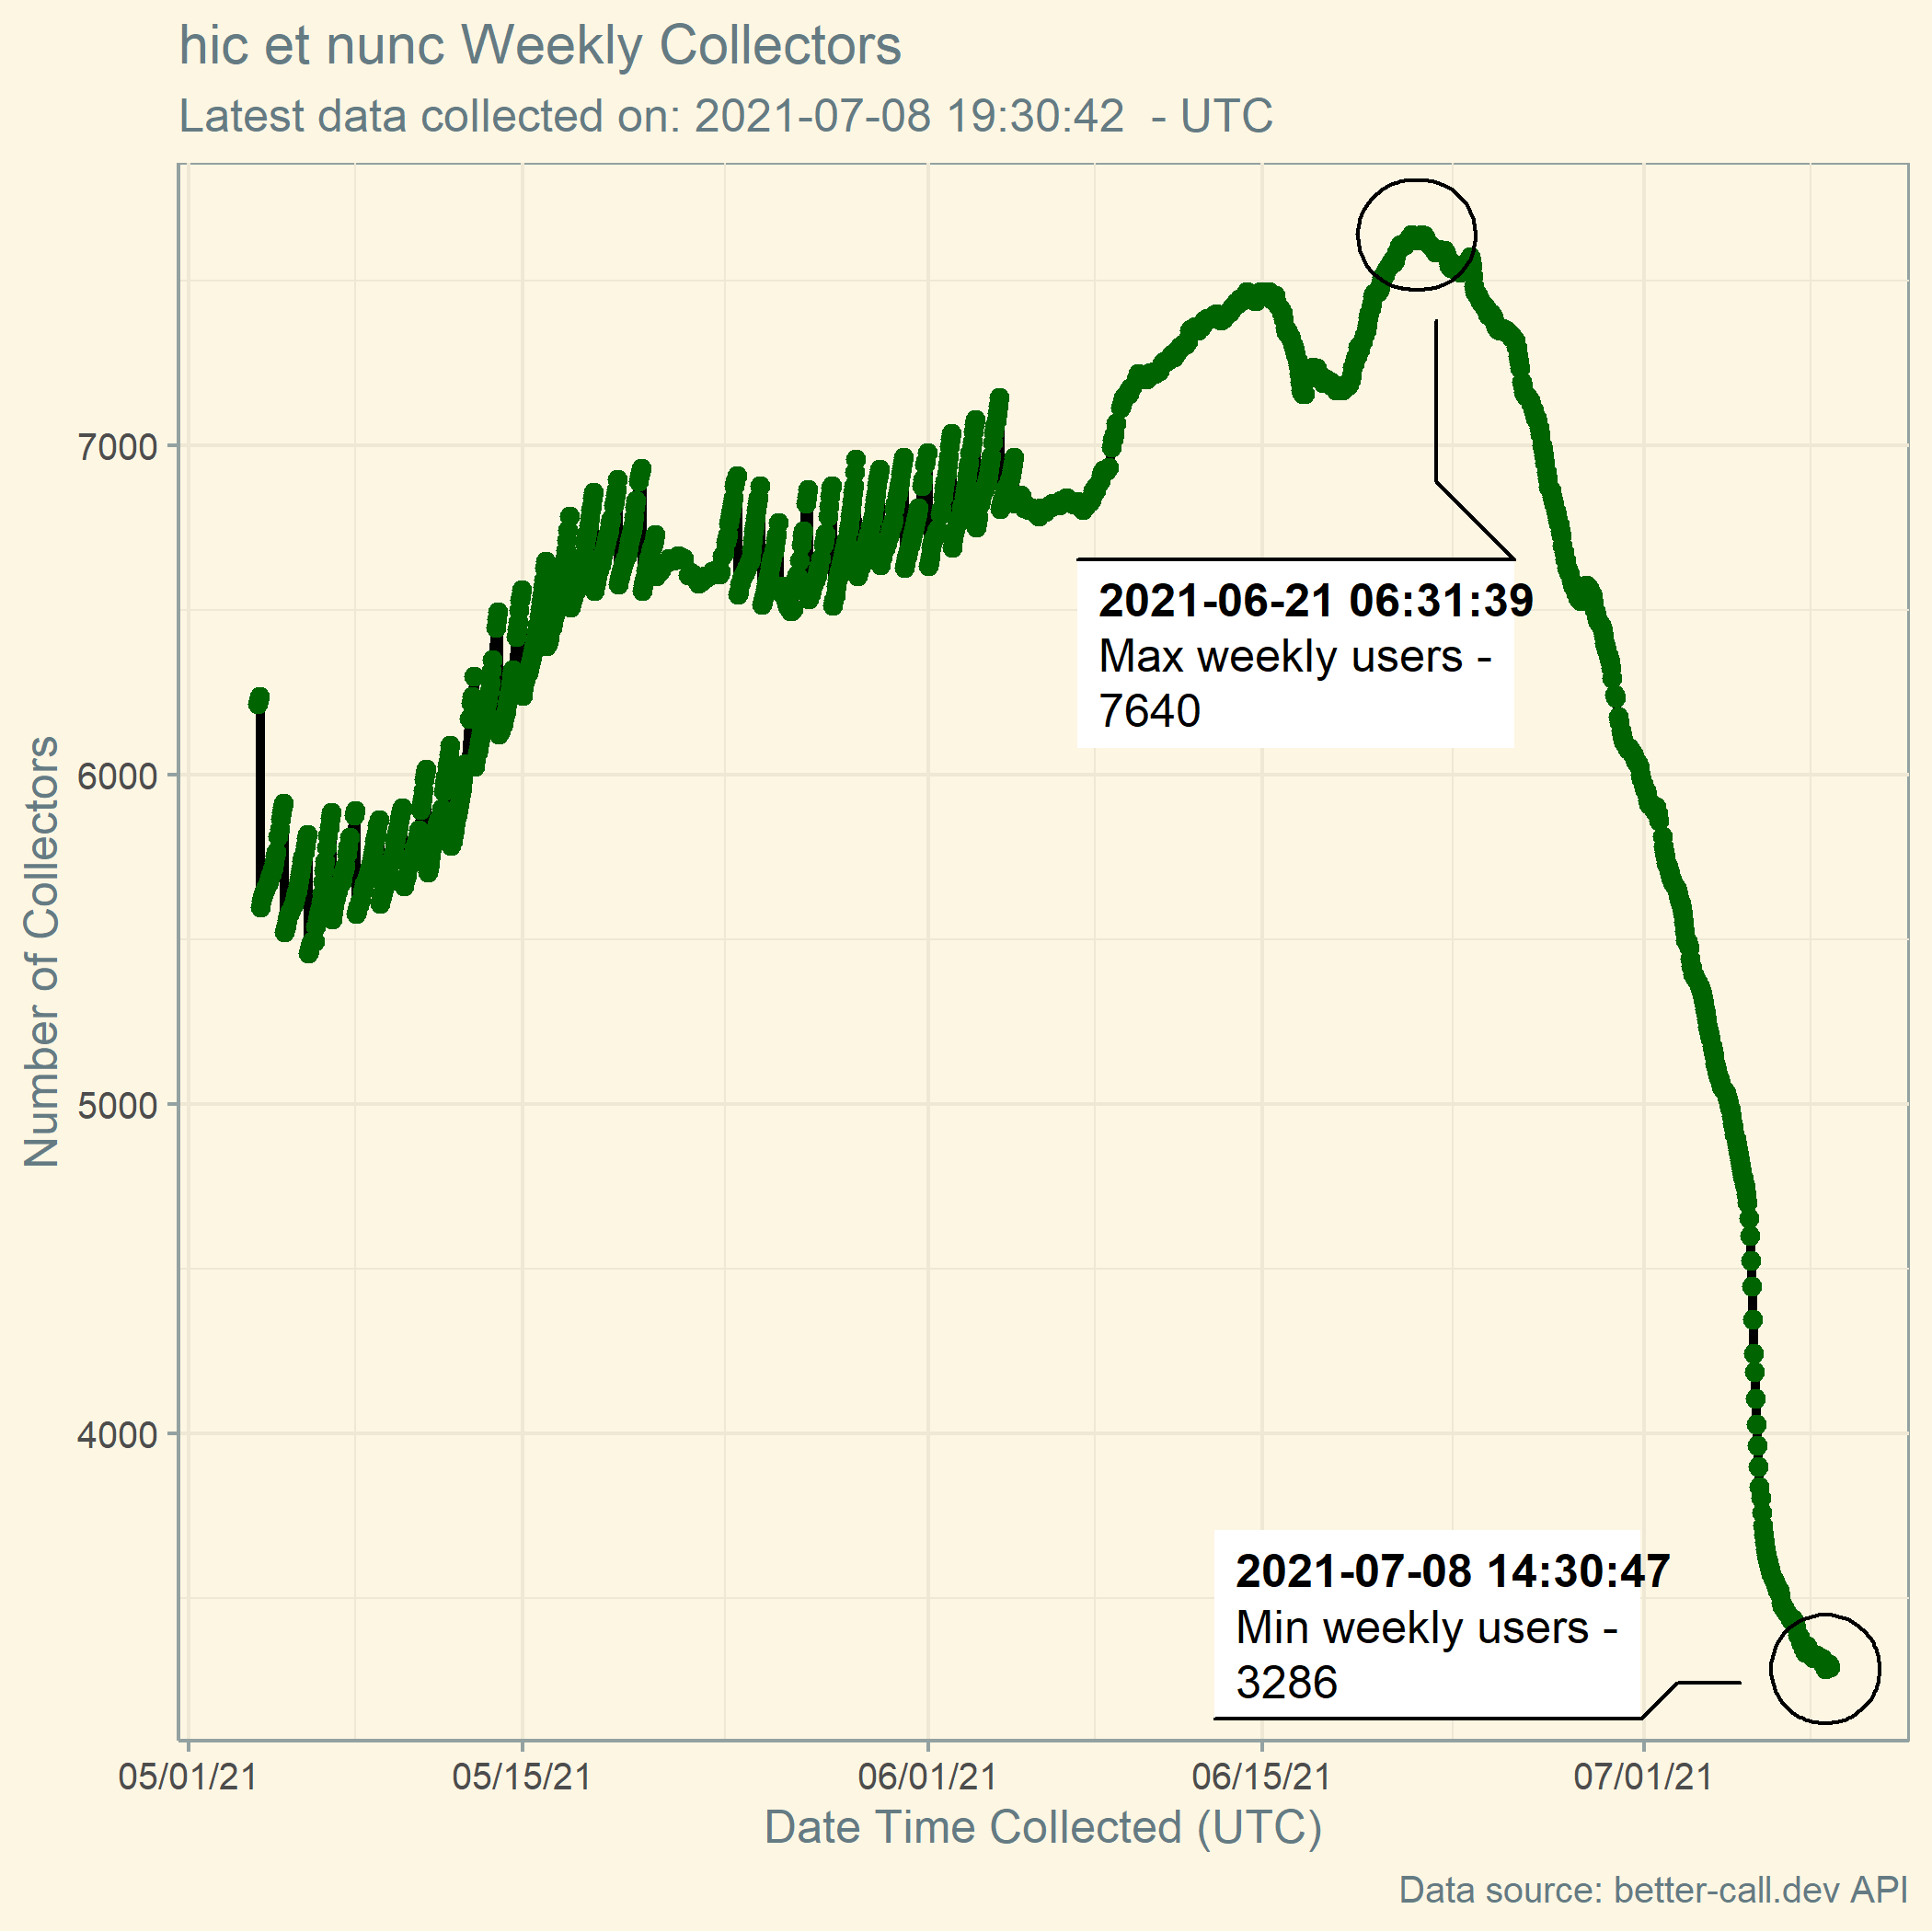 hic et nunc Weekly Collectors
Latest data collected on: 2021-07-08 19:30:42  - UTC
Number of Collectors
7000
6000
5000
4000
2021-06-21 06:31:39
Max weekly users -
7640
2021-07-08 14:30:47
Min weekly users -
3286
05/01/21 05/15/21 06/01/21 06/15/21 07/01/21
Date Time Collected (UTC)
Data source: better-call.dev API